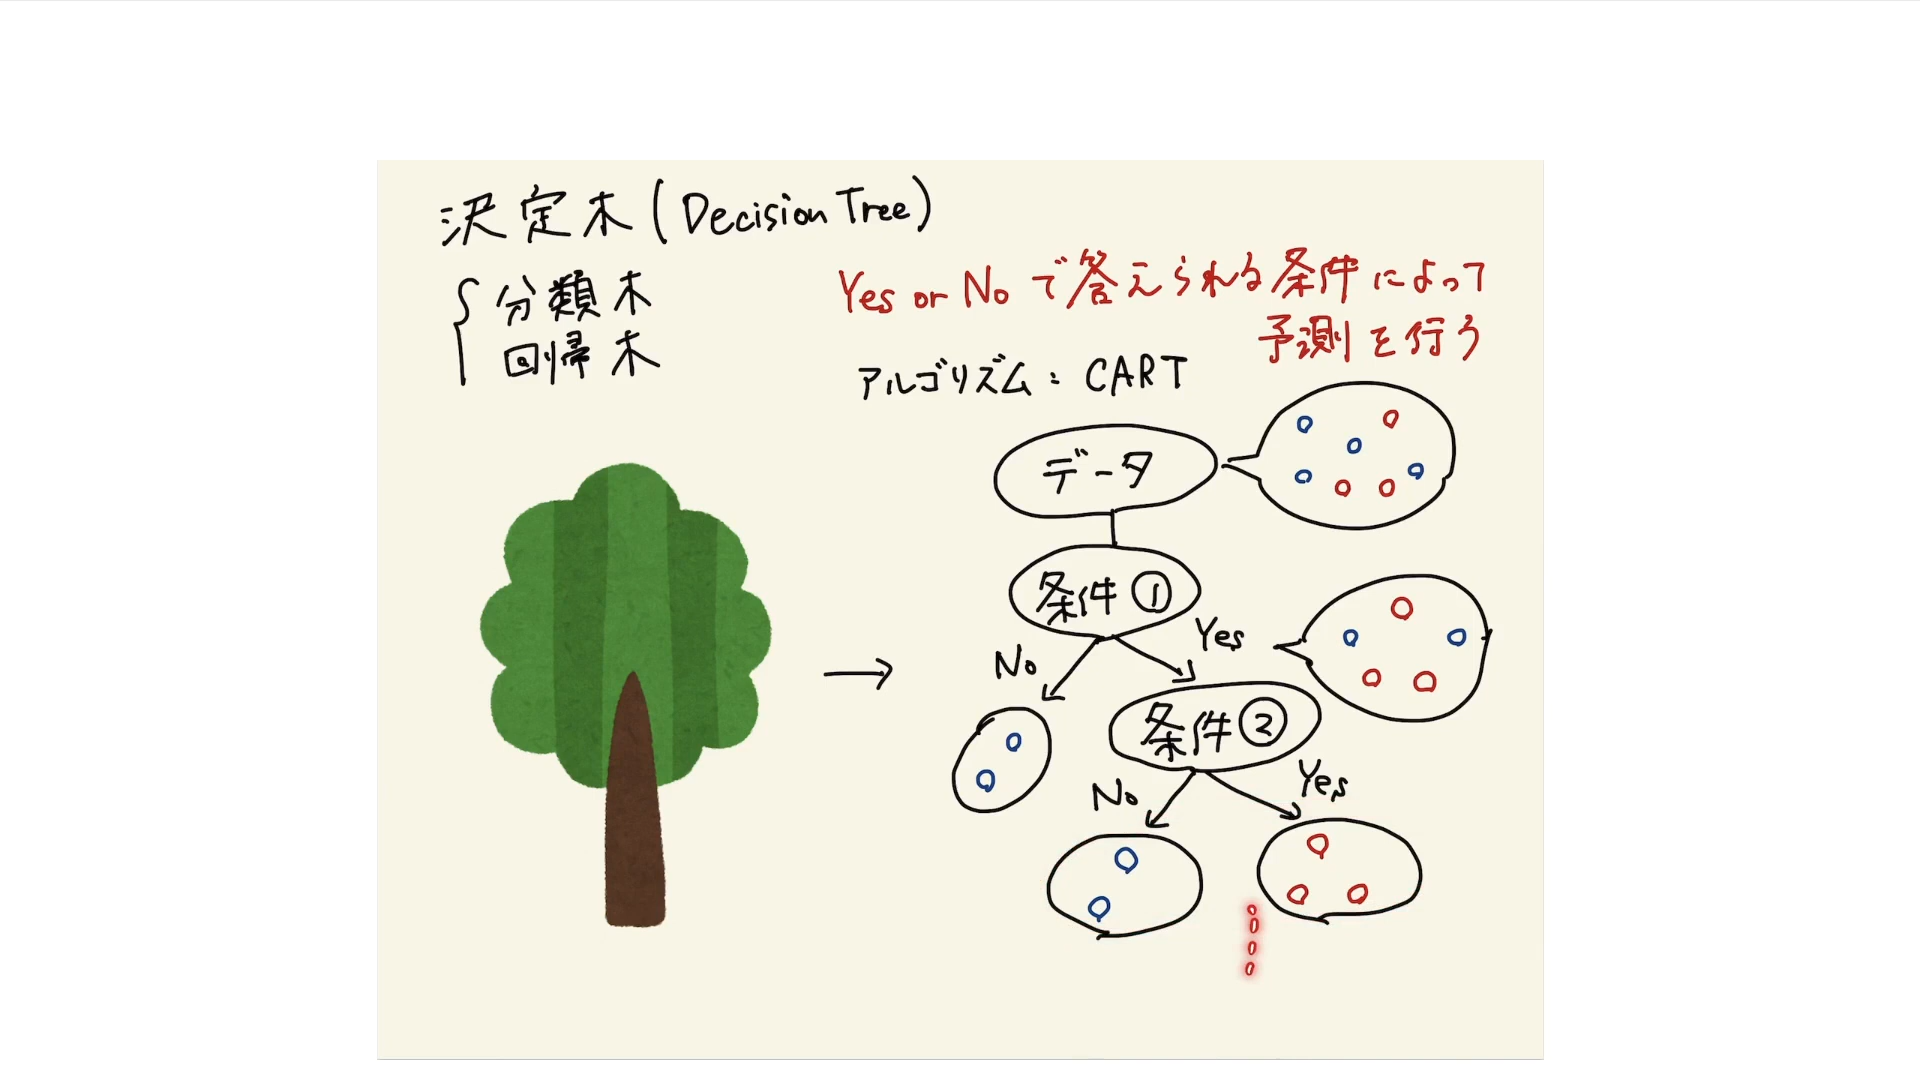 決定木(Decision Tree)
分類木
回帰木
Yes or No で答えられる条件によって
予測を行う
アルゴリズム：CART
データ
条件①
No
Yes
条件②
No
Yes